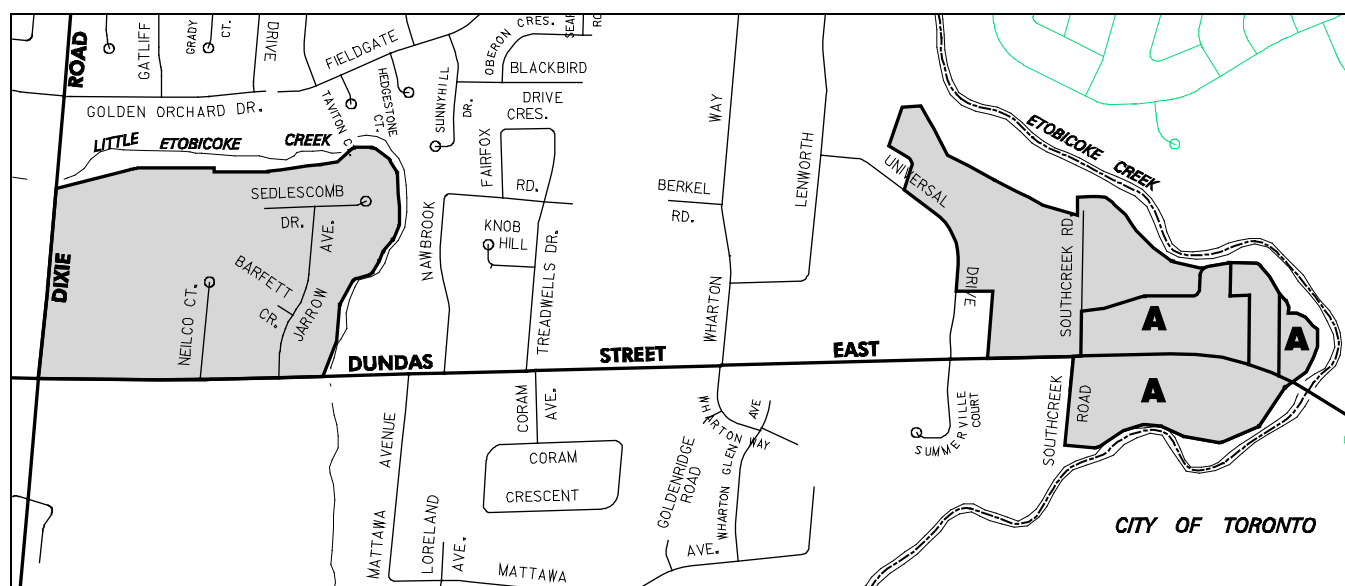 ROAD
GATLIFF
GRADY
CT.
DRIVE
FIELDGATE
OBERON
CRES.
BLACKBIRD
DRIVE
CRES.
GOLDEN ORCHARD DR.
TAVITON C
HEDGESTONE
CT.
SUNNYHILL
DR.
LITTLE ETOBICOKE CREEK
FAIRFOX
RD.
WAY
LENWORTH
BERKEL
RD.
ETOBICOKE CREEK
UNIVERSAL
DRIVE
SEDLESCOMB
DR.
AVE.
BARFETT
CR.
JARROW
NEILCO CT.
DIXIE
NAWBROOK
KNOB
HILL
TREADWELLS DR.
WHARTON
SOUTHCREEK RD.
A
A
A
DUNDAS STREET EAST
SOUTHCREEK
ROAD
MATTAWA AVENUE
CORAM
AVE.
CORAM
CRESCENT
WHARTON WAY
AVE
WHARTON GLEN
GOLDENRIDGE
ROAD
SUMMERVILLE
COURT
LORELAND
AVE.
MATTAWA
AVE.
CITY OF TORONTO